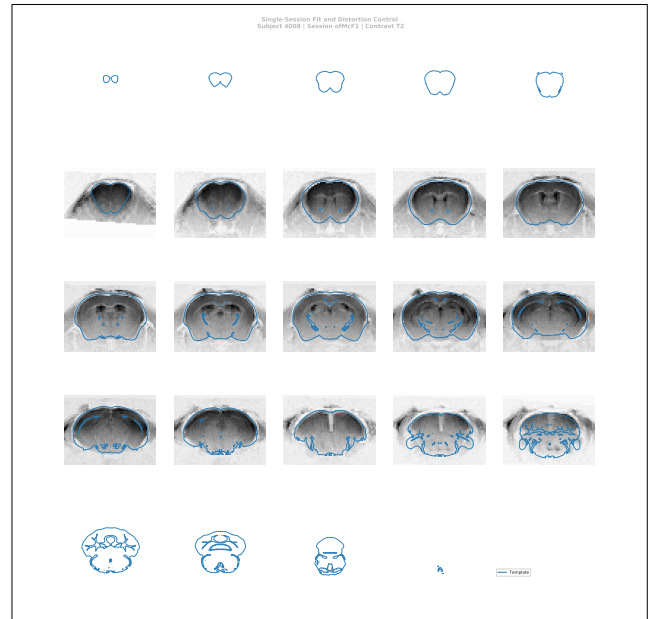 Single-Session Fit and Distortion Control
Subject 4008 | Session ofMcF1 | Contrast T2
Template